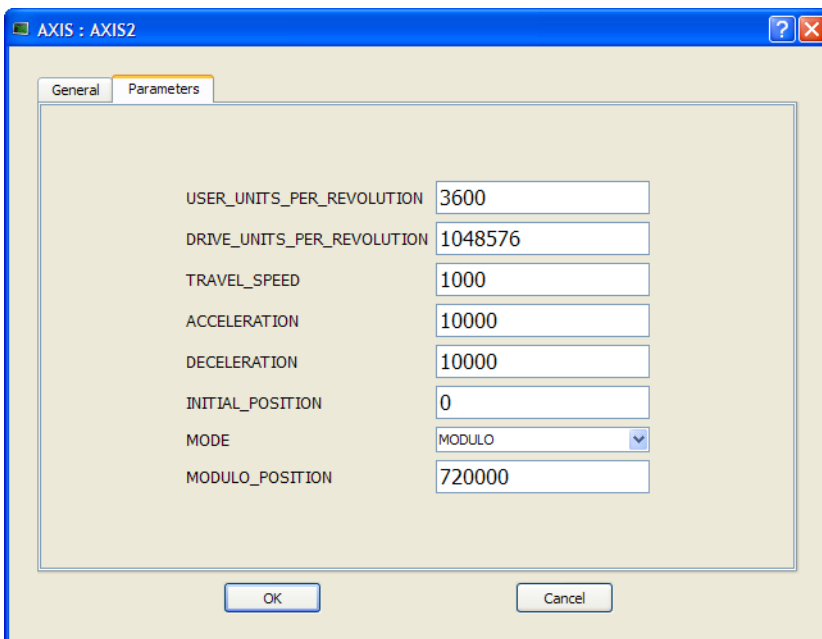 AXIS : AXIS2
General Parameters
USER_UNITS_PER_REVOLUTION 3600
DRIVE_UNITS_PER_REVOLUTION 1048576
TRAVEL_SPEED 1000
ACCELERATION 10000
DECELERATION 10000
INITIAL_POSITION 0
MODE MODULO
MODULO_POSITION 720000
OK Cancel